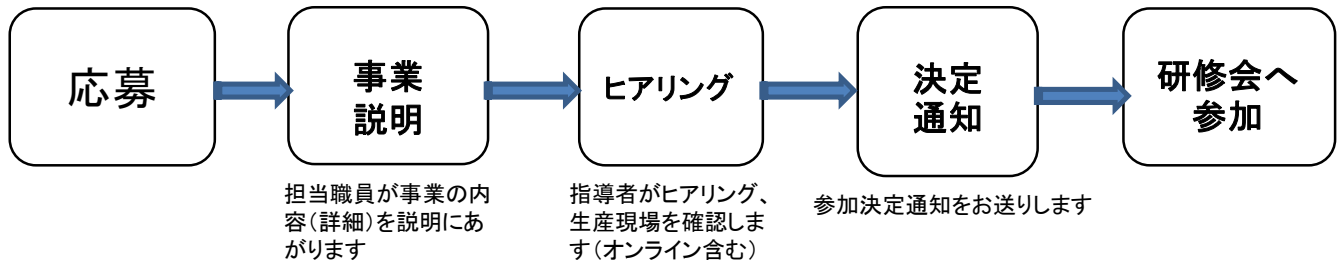 応募
事業
説明
ヒアリング
決定
通知
研修会へ
参加
担当職員が事業の内
容(詳細)を説明にあ
がります
指導者がヒアリング、
生産現場を確認しま
す(オンライン含む)
参加決定通知をお送りします